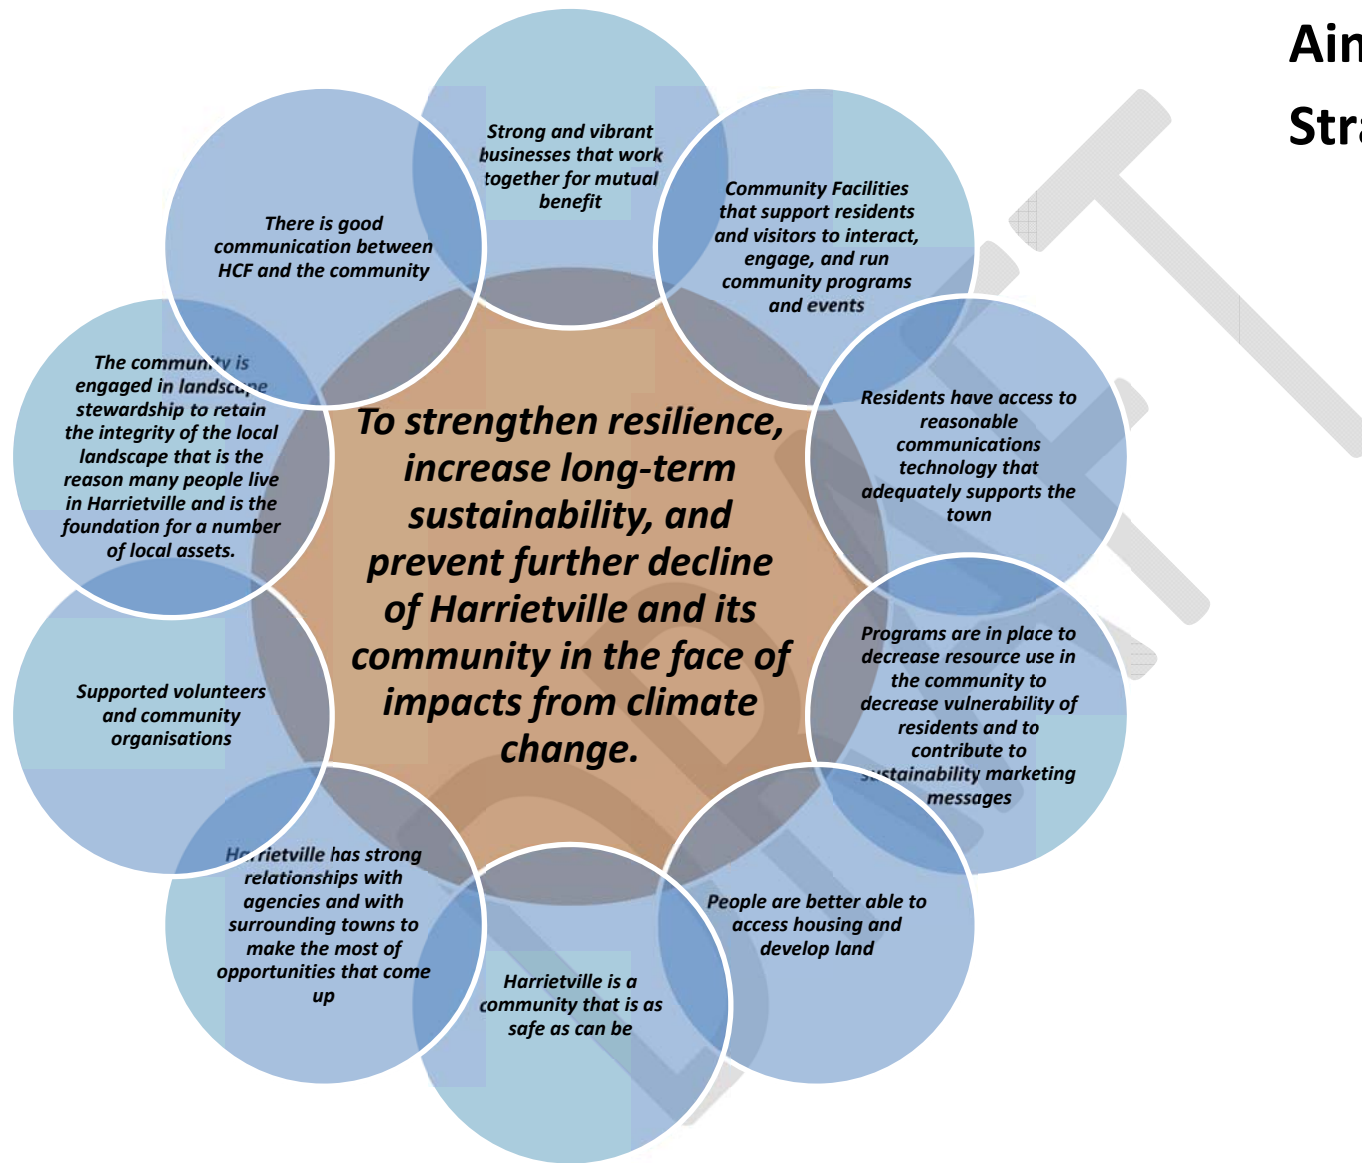 Strong and vibrant
businesses that work
together for mutual
benefit
Community Facilities
that support residents
and visitors to interact,
engage, and run
community programs
and events
Residents have access to
reasonable
communications
technology that
adequately supports the
town
Programs are in place to
decrease resource use in
the community to
decrease vulnerability of
residents and to
contribute to
sustainability marketing
messages
People are better able to
access housing and
develop land
Harrietville is a
community that is as
safe as can be
Harrietville has strong
relationships with
agencies and with
surrounding towns to
make the most of
opportunities that come
up
Supported volunteers
and community
organisations
The community is
engaged in landscape
stewardship to retain
the integrity of the local
landscape that is the
reason many people live
in Harrietville and is the
foundation for a number
of local assets.
There is good
communication between
HCF and the community
To strengthen resilience,
increase long-term
sustainability, and
prevent further decline
of Harrietville and its
community in the face of
impacts from climate
change.
DRAFT